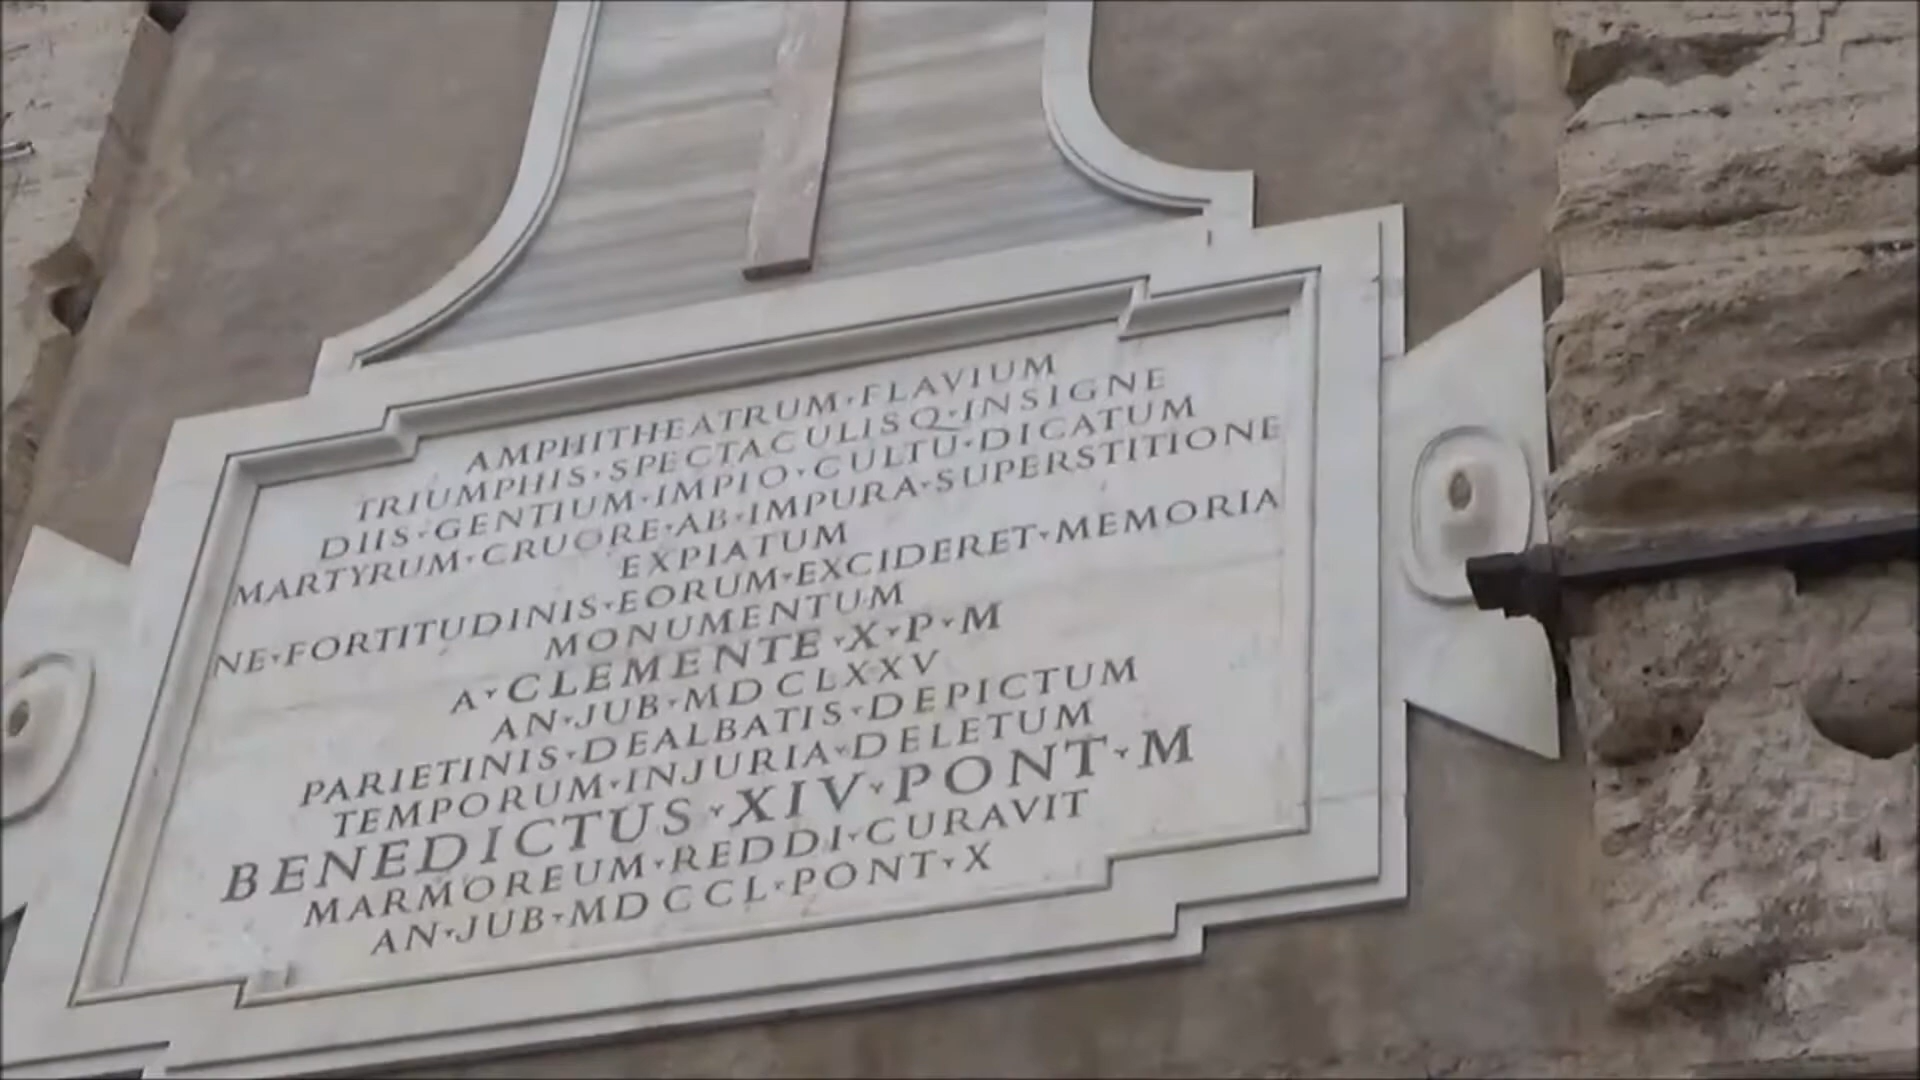 AMPHITHEATRUM·FLAVIUM
TRIUMPHIS·SPECTACULISQ·INSIGNE
DIIS·GENTIUM·IMPIO·CULTU·DICATUM
MARTYRUM·CRUORE·AB·IMPURA·SUPERSTITIONE
EXPIATUM
NE·FORTITUDINIS·EORUM·EXCIDERET·MEMORIA
MONUMENTUM
A·CLEMENTE·X·P·M
AN·JUB·MDCLXXV
PARIETINIS·DEALBATIS·DEPICTUM
TEMPORUM·INJURIA·DELETUM
BENEDICTUS·XIV·PONT·M
MARMOREUM·REDDI·CURAVIT
AN·JUB·MDCCL·PONT·X